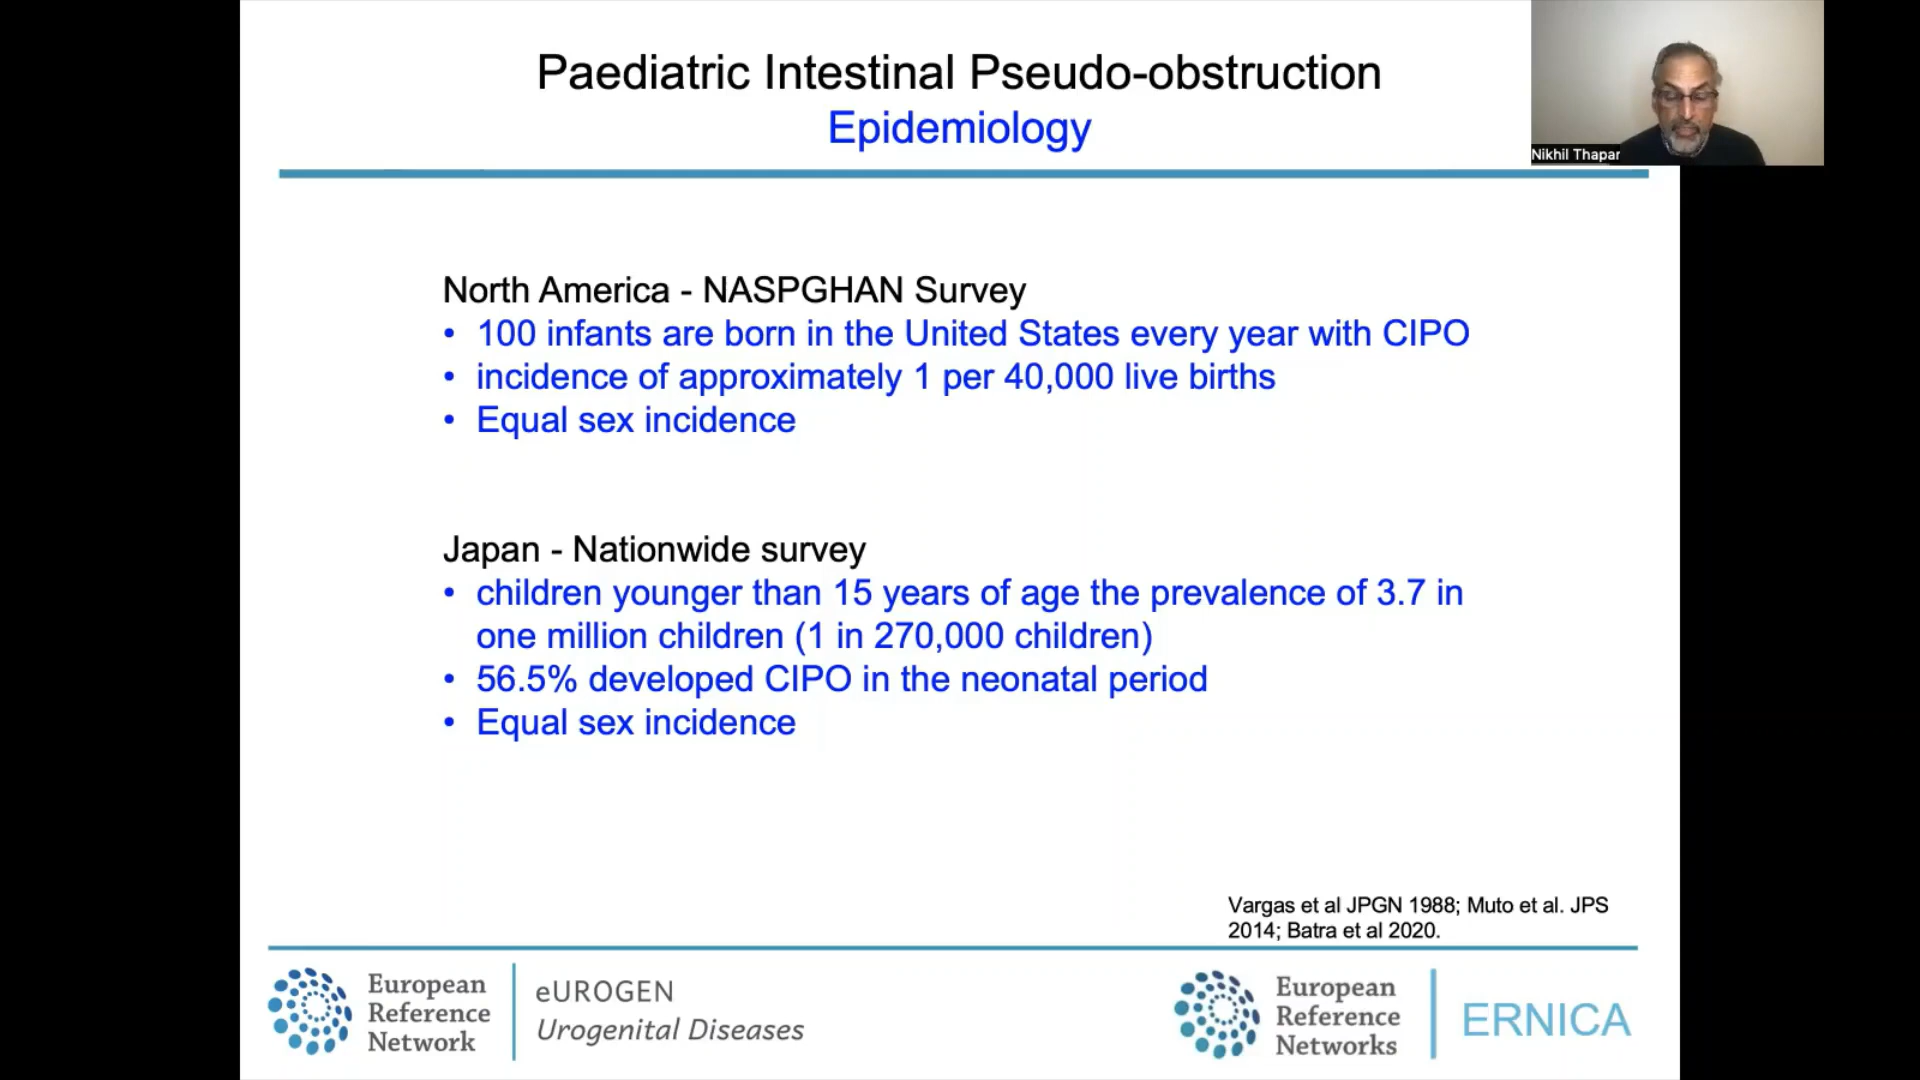 Paediatric Intestinal Pseudo-obstruction
Epidemiology
Nikhil Thapar
North America - NASPGHAN Survey
• 100 infants are born in the United States every year with CIPO
• incidence of approximately 1 per 40,000 live births
• Equal sex incidence
Japan - Nationwide survey
• children younger than 15 years of age the prevalence of 3.7 in
one million children (1 in 270,000 children)
• 56.5% developed CIPO in the neonatal period
• Equal sex incidence
Vargas et al JPGN 1988; Muto et al. JPS
2014; Batra et al 2020.
European
Reference
Network
eUROGEN
Urogenital Diseases
European
Reference
Networks
ERNICA